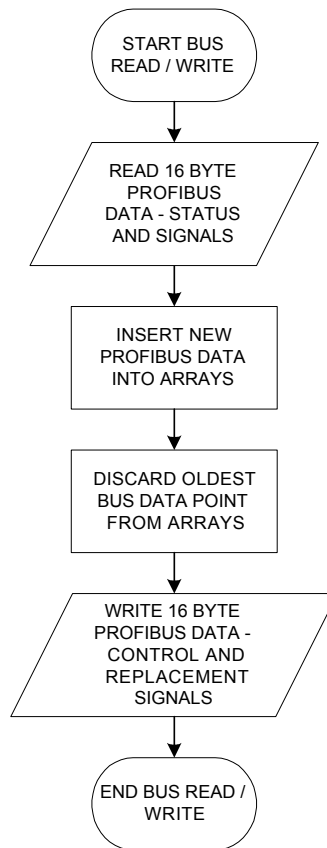 START BUS
READ / WRITE
READ 16 BYTE
PROFIBUS
DATA - STATUS
AND SIGNALS
INSERT NEW
PROFIBUS DATA
INTO ARRAYS
DISCARD OLDEST
BUS DATA POINT
FROM ARRAYS
WRITE 16 BYTE
PROFIBUS DATA -
CONTROL AND
REPLACEMENT
SIGNALS
END BUS READ /
WRITE